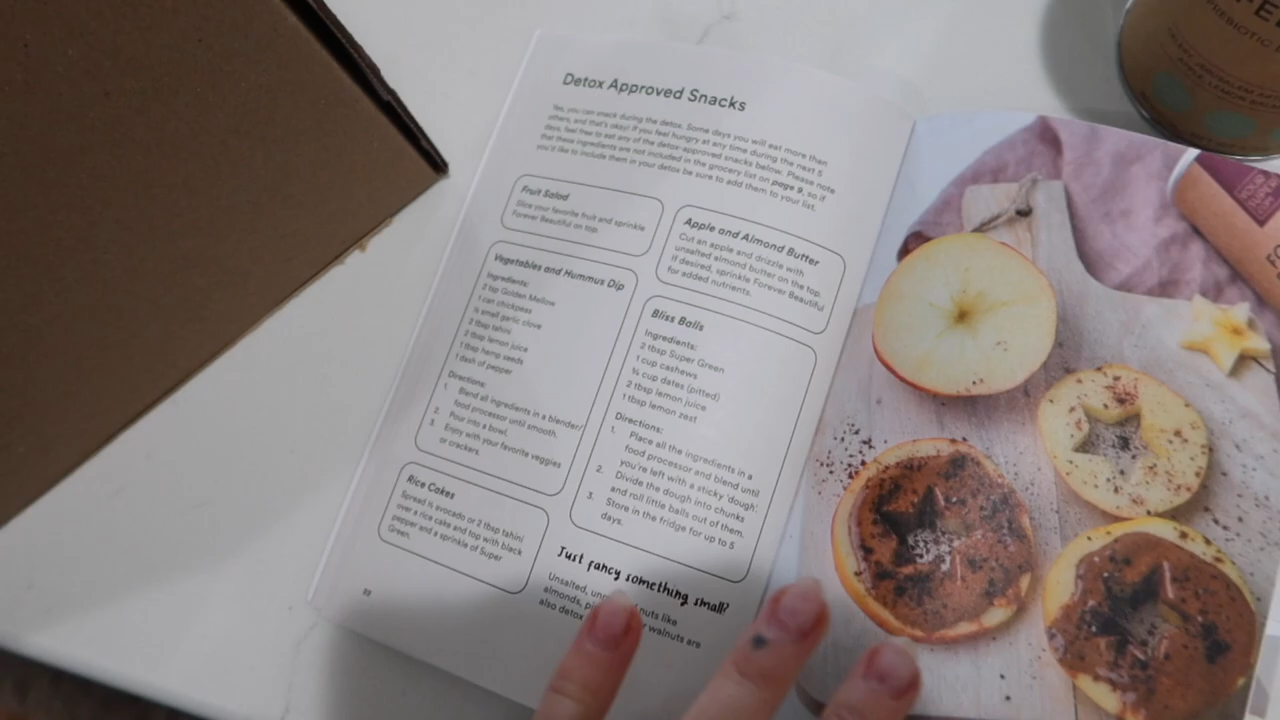 Detox Approved Snacks
Yes, you can snack during the detox. Some days you will eat more than
others, and that's okay! If you feel hungry at any time during the next 5
days, feel free to eat any of the detox-approved snacks below. Please note
that these ingredients are not included in the grocery list on page 9, so if
you'd like to include them in your detox be sure to add them to your list.
Fruit Salad
Slice your favorite fruit and sprinkle
Forever Beautiful on top.
Vegetables and Hummus Dip
Ingredients:
2 tsp Golden Mellow
1 can chickpeas
small garlic clove
2 tbsp tahini
2 tbsp lemon juice
1 tbsp hemp seeds
1 dash of pepper
Directions:
1. Blend all ingredients in a blender/
food processor until smooth.
2. Pour into a bowl.
3. Enjoy with your favorite veggies
or crackers.
Rice Cakes
Spread ½ avocado or 2 tbsp tahini
over a rice cake and top with black
pepper and a sprinkle of Super
Green.
Apple and Almond Butter
Cut an apple and drizzle with
unsalted almond butter on the top.
If desired, sprinkle Forever Beautiful
for added nutrients.
Bliss Balls
Ingredients:
2 tbsp Super Green
1 cup cashews
¾ cup dates (pitted)
2 tbsp lemon juice
1 tbsp lemon zest
Directions:
1. Place all the ingredients in a
food processor and blend until
you're left with a sticky 'dough'.
2. Divide the dough into chunks
and roll little balls out of them.
3. Store in the fridge for up to 5
days.
Just fancy something small?
Unsalted, nuts like
almonds, walnuts are
also detox
PREBIOTIC